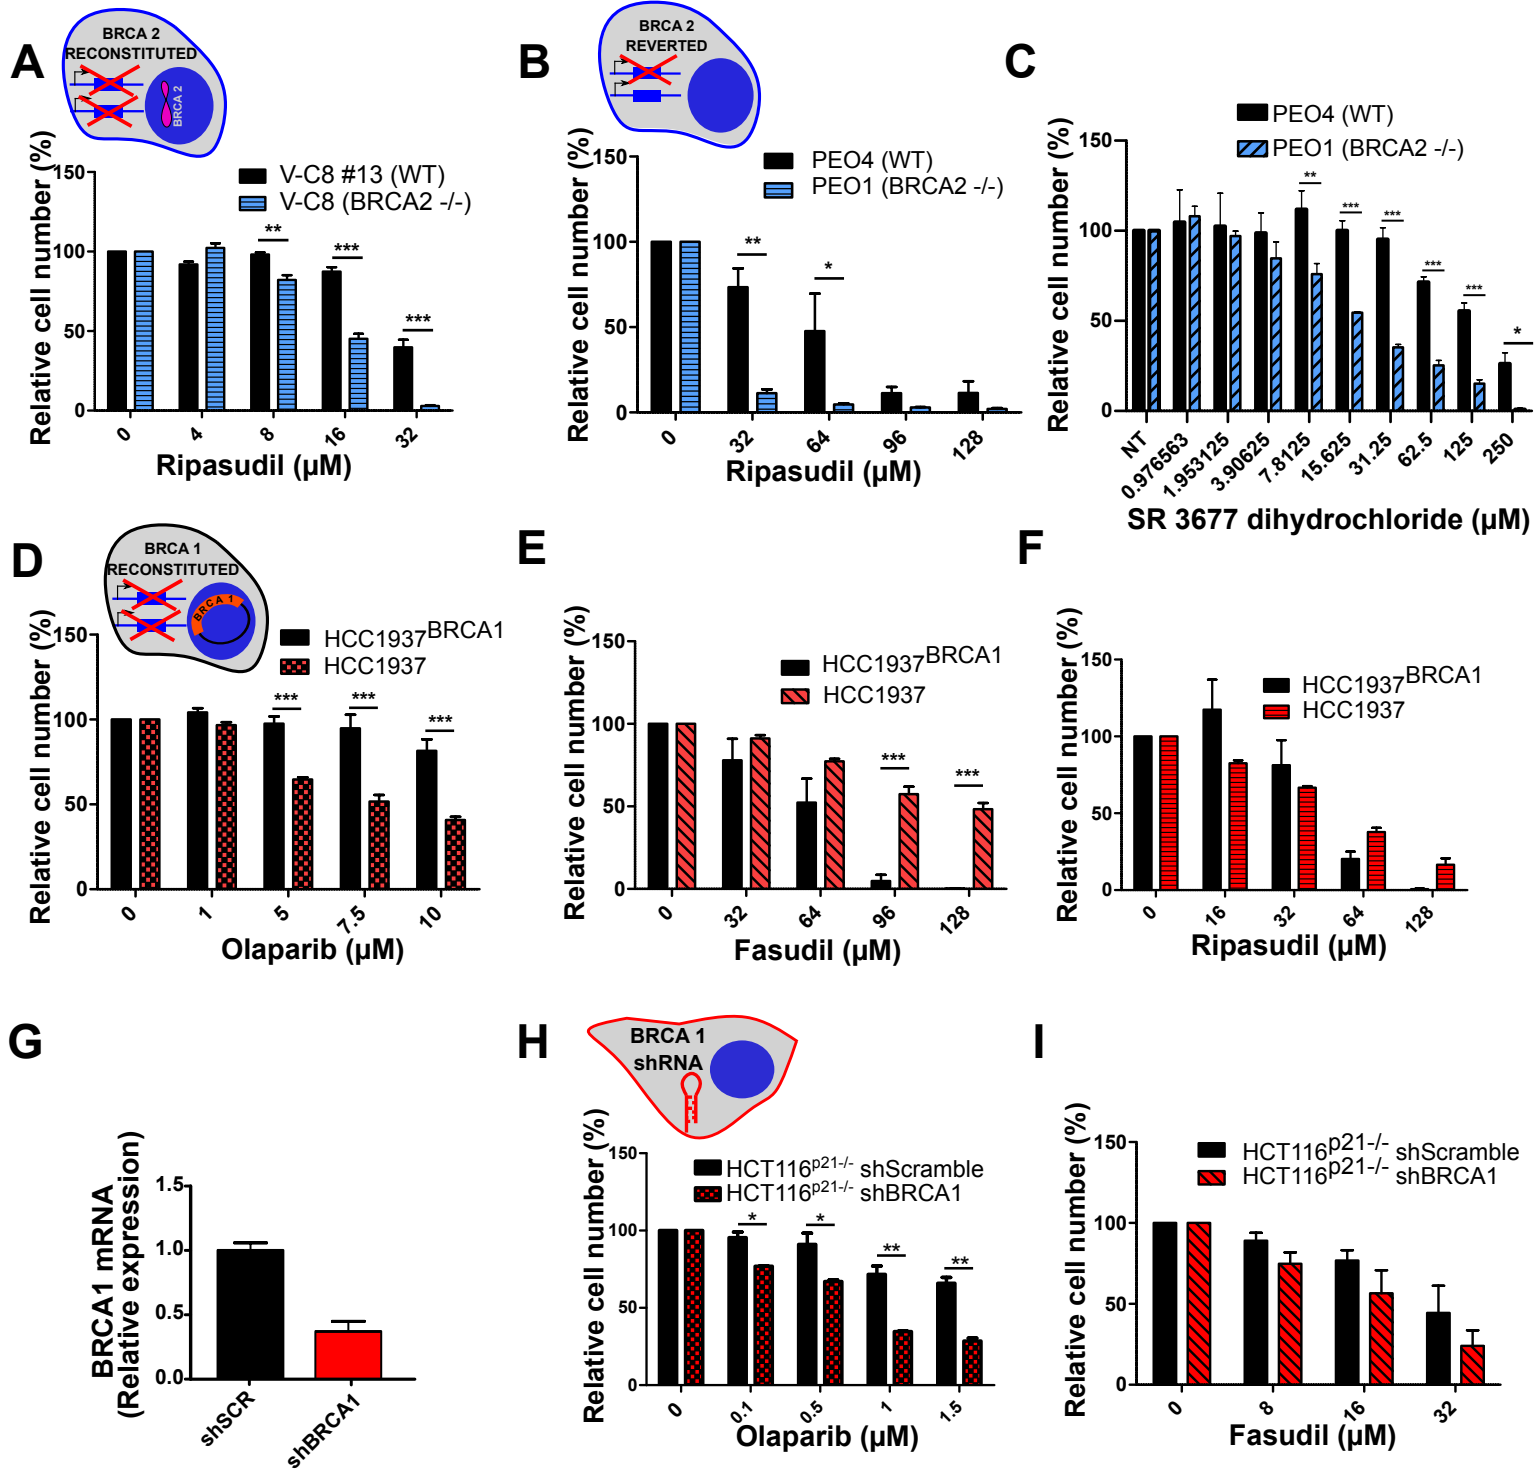 A
BRCA 2
RECONSTITUTED
BRCA 2
Relative cell number (%)
150
100
50
0
V-C8 #13 (WT)
V-C8 (BRCA2 -/-)
** *** ***
0 4 8 16 32
Ripasudil (µM)
B
BRCA 2
REVERTED
Relative cell number (%)
150
100
50
0
PEO4 (WT)
PEO1 (BRCA2 -/-)
** *
0 32 64 96 128
Ripasudil (µM)
C
Relative cell number (%)
150
100
50
0
PEO4 (WT)
PEO1 (BRCA2 -/-)
** *** *** *** *** *
NT 0.976563 1.953125 3.90625 7.8125 15.625 31.25 62.5 125 250
SR 3677 dihydrochloride (µM)
D
BRCA 1
RECONSTITUTED
BRCA 1
Relative cell number (%)
150
100
50
0
HCC1937BRCA1
HCC1937
*** *** ***
0 1 5 7.5 10
Olaparib (µM)
E
Relative cell number (%)
150
100
50
0
HCC1937BRCA1
HCC1937
*** ***
0 32 64 96 128
Fasudil (µM)
F
Relative cell number (%)
150
100
50
0
HCC1937BRCA1
HCC1937
0 16 32 64 128
Ripasudil (µM)
G
BRCA1 mRNA
(Relative expression)
1.5
1.0
0.5
0.0
shSCR shBRCA1
H
BRCA 1
shRNA
Relative cell number (%)
150
100
50
0
HCT116p21-/- shScramble
HCT116p21-/- shBRCA1
* * ** **
0 0.1 0.5 1 1.5
Olaparib (µM)
I
Relative cell number (%)
150
100
50
0
HCT116p21-/- shScramble
HCT116p21-/- shBRCA1
0 8 16 32
Fasudil (µM)